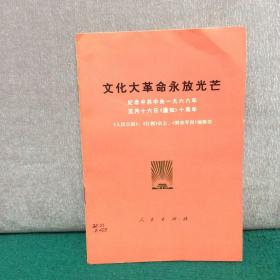 文化大革命永放光芒
纪念中共中央一九六六年
五月十六日《通知》十周年
《人民日报》、《红旗》杂志、《解放军报》编辑部
人民出版社